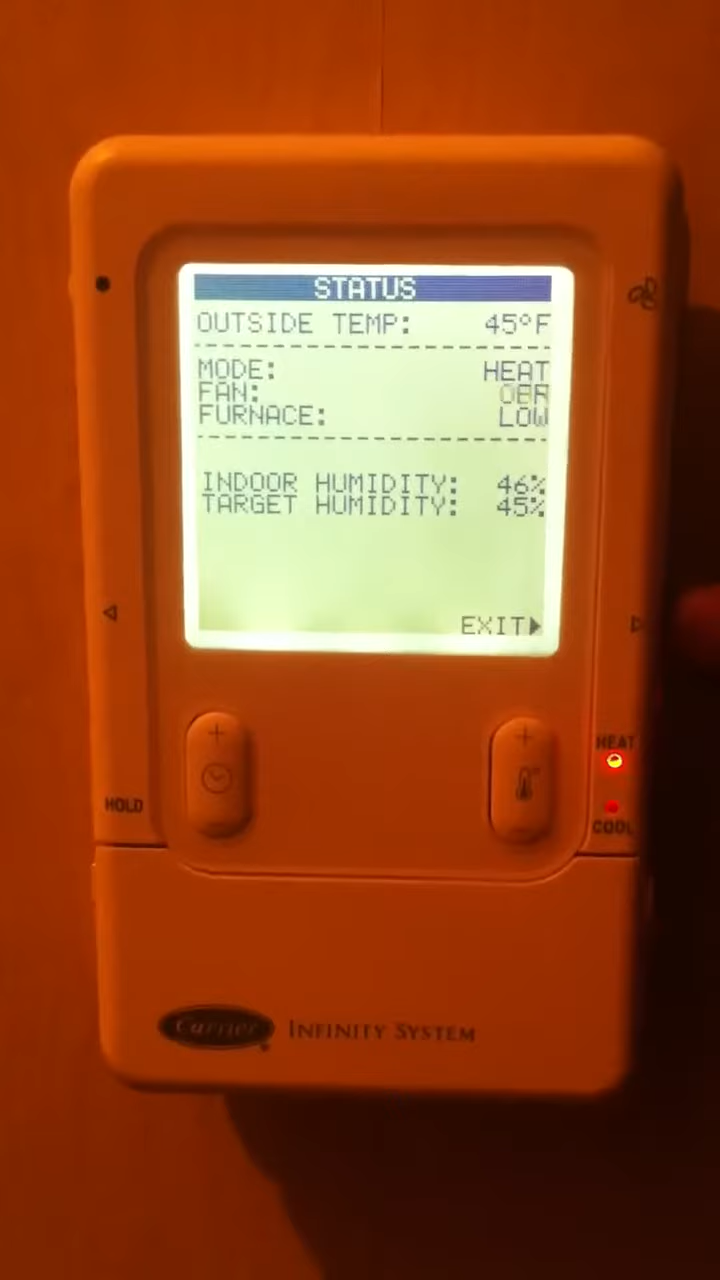 STATUS
OUTSIDE TEMP: 45°F
MODE: HEAT
FAN:
FURNACE: LOW
INDOOR HUMIDITY: 46%
TARGET HUMIDITY: 45%
EXIT▶
HEAT
HOLD
COOL
Carrier INFINITY SYSTEM